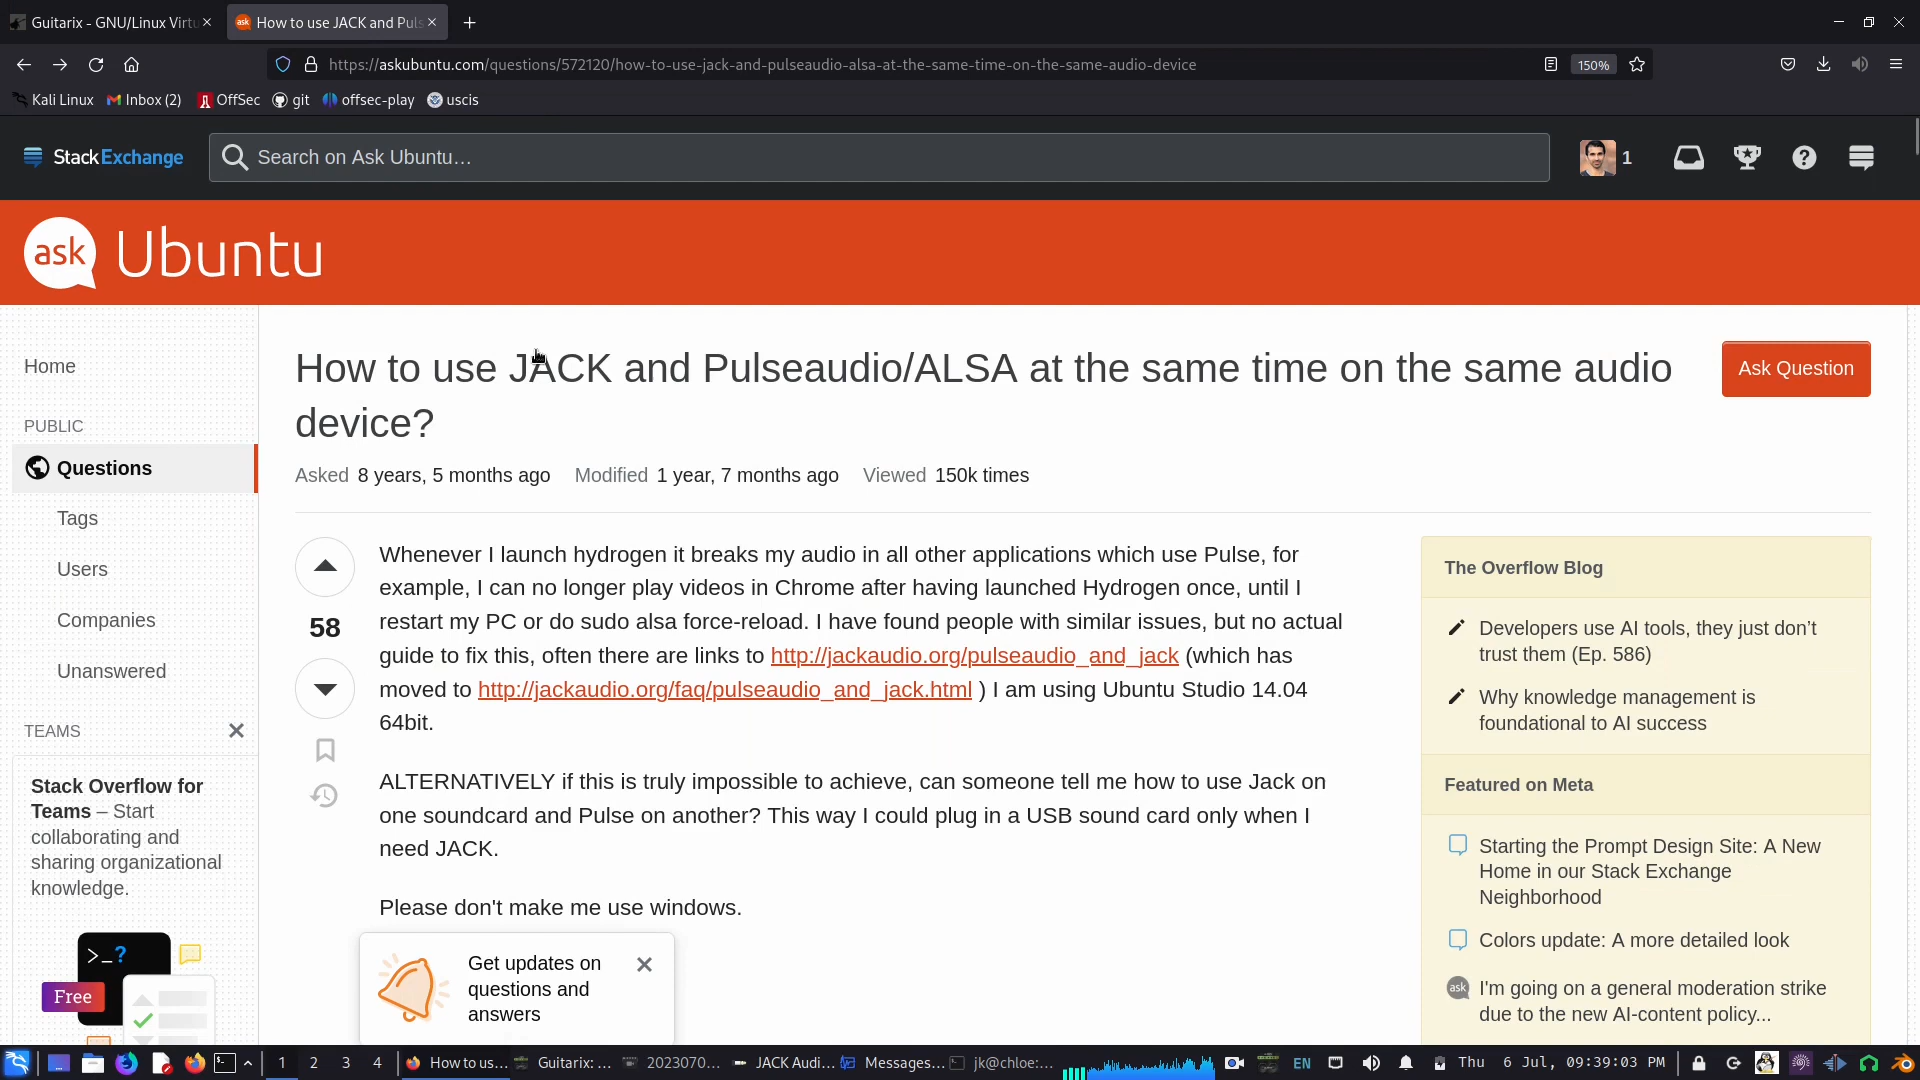 Guitarix - GNU/Linux Virtu
How to use JACK and Puls
https://askubuntu.com/questions/572120/how-to-use-jack-and-pulseaudio-alsa-at-the-same-time-on-the-same-audio-device
150%
Kali Linux
Inbox (2)
OffSec
git
offsec-play
uscis
StackExchange
Search on Ask Ubuntu…
1
ask Ubuntu
Home
PUBLIC
Questions
Tags
Users
Companies
Unanswered
TEAMS
Stack Overflow for
Teams – Start
collaborating and
sharing organizational
knowledge.
>_?
Free
How to use JACK and Pulseaudio/ALSA at the same time on the same audio
device?
Ask Question
Asked 8 years, 5 months ago
Modified 1 year, 7 months ago
Viewed 150k times
58
Whenever I launch hydrogen it breaks my audio in all other applications which use Pulse, for
example, I can no longer play videos in Chrome after having launched Hydrogen once, until I
restart my PC or do sudo alsa force-reload. I have found people with similar issues, but no actual
guide to fix this, often there are links to http://jackaudio.org/pulseaudio_and_jack (which has
moved to http://jackaudio.org/faq/pulseaudio_and_jack.html ) I am using Ubuntu Studio 14.04
64bit.
ALTERNATIVELY if this is truly impossible to achieve, can someone tell me how to use Jack on
one soundcard and Pulse on another? This way I could plug in a USB sound card only when I
need JACK.
Please don't make me use windows.
Get updates on
questions and
answers
The Overflow Blog
Developers use AI tools, they just don’t
trust them (Ep. 586)
Why knowledge management is
foundational to AI success
Featured on Meta
Starting the Prompt Design Site: A New
Home in our Stack Exchange
Neighborhood
Colors update: A more detailed look
ask
I'm going on a general moderation strike
due to the new AI-content policy...
1
2
3
4
How to us...
Guitarix: ...
2023070...
JACK Audi...
Messages...
jk@chloe:...
EN
Thu 6 Jul, 09:39:03 PM